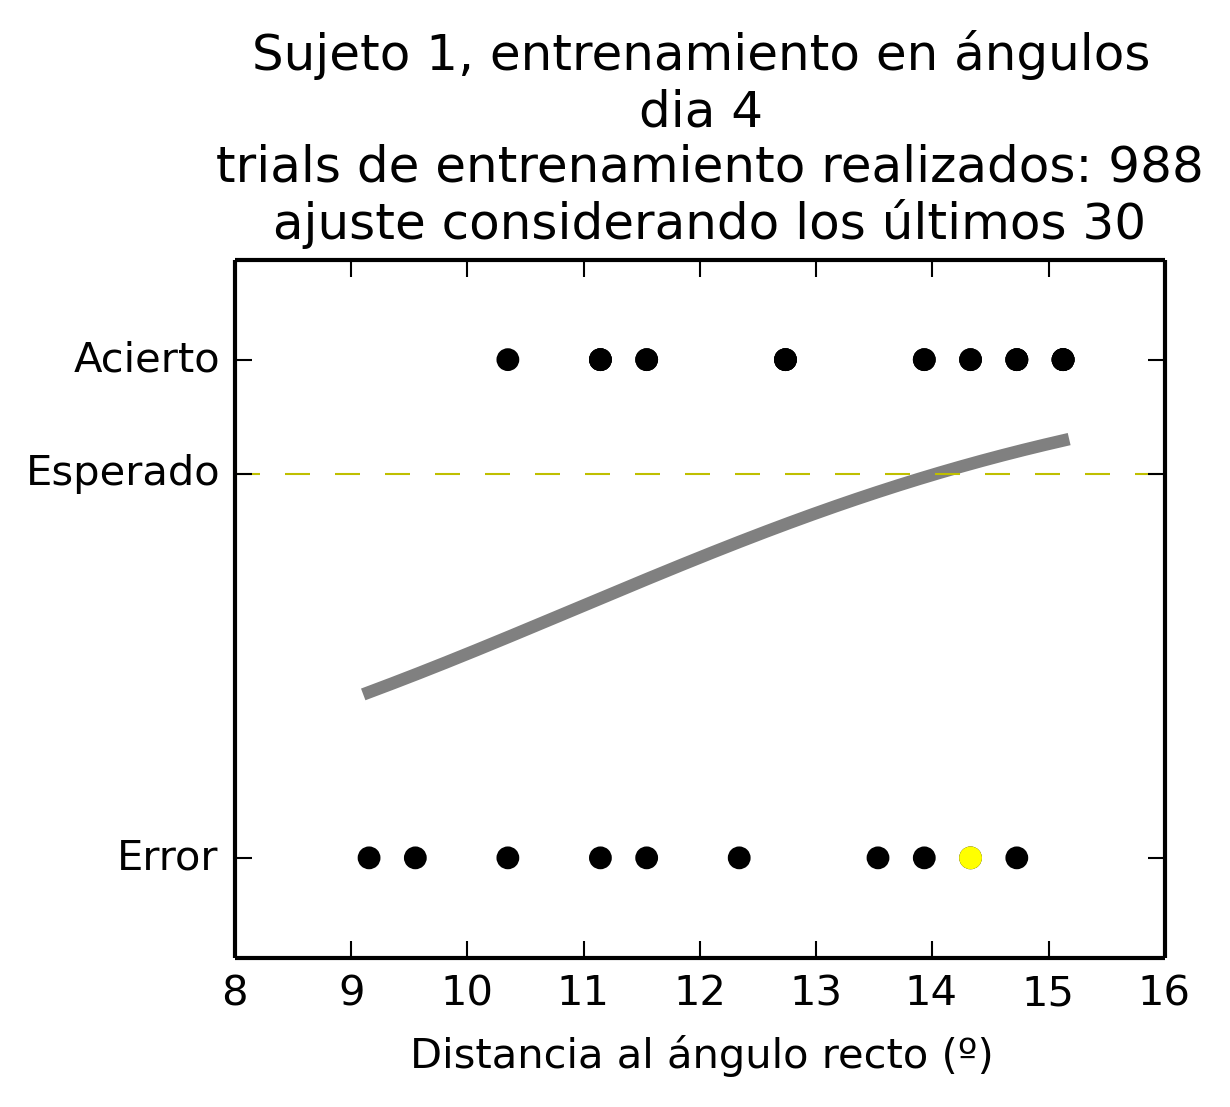 Sujeto 1, entrenamiento en ángulos
dia 4
trials de entrenamiento realizados: 988
ajuste considerando los últimos 30
Acierto
Esperado
Error
8 9 10 11 12 13 14 15 16
Distancia al ángulo recto (º)